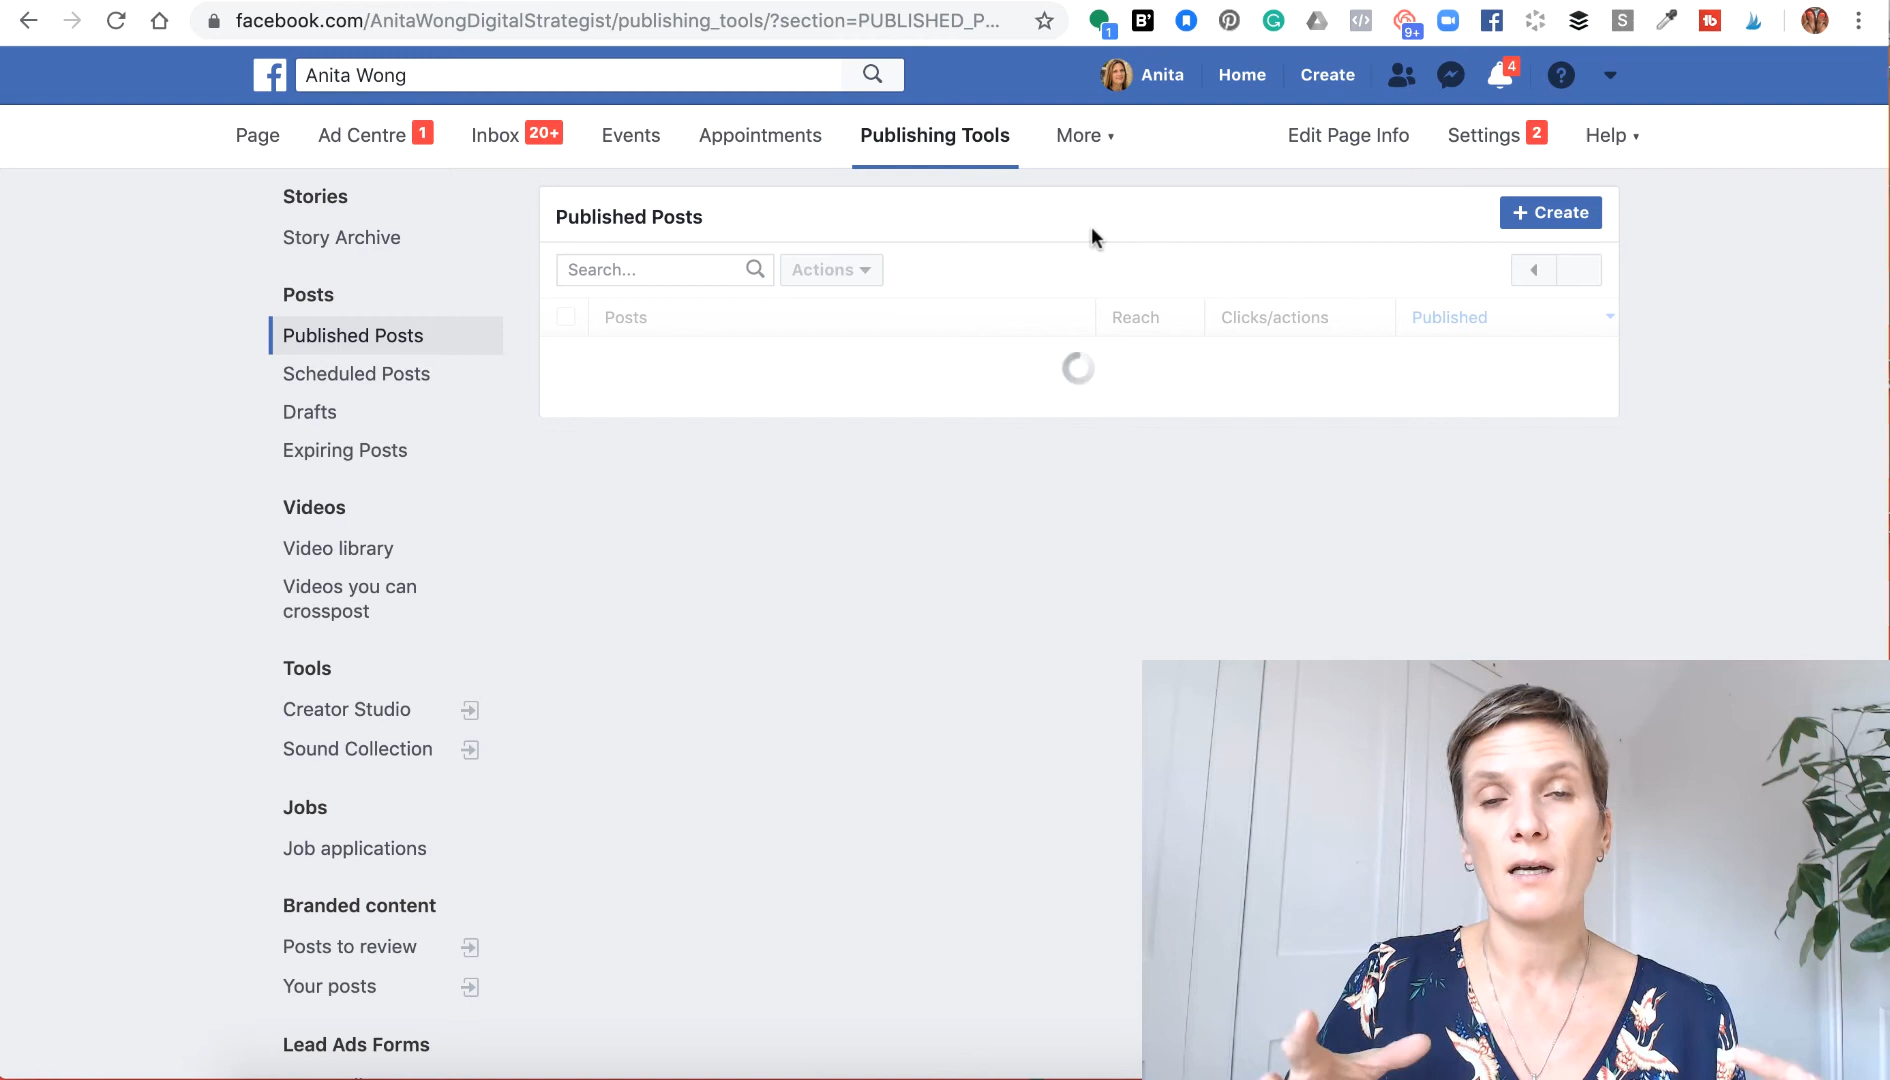 facebook.com/AnitaWongDigitalStrategist/publishing_tools/?section=PUBLISHED_P...
1
B'
9+
S
tb
f
Anita Wong
Anita
Home
Create
4
?
Page
Ad Centre 1
Inbox 20+
Events
Appointments
Publishing Tools
More
Edit Page Info
Settings 2
Help
Stories
Story Archive
Posts
Published Posts
Scheduled Posts
Drafts
Expiring Posts
Videos
Video library
Videos you can
crosspost
Tools
Creator Studio
Sound Collection
Jobs
Job applications
Branded content
Posts to review
Your posts
Lead Ads Forms
Published Posts
+ Create
Search...
Actions
Posts
Reach
Clicks/actions
Published